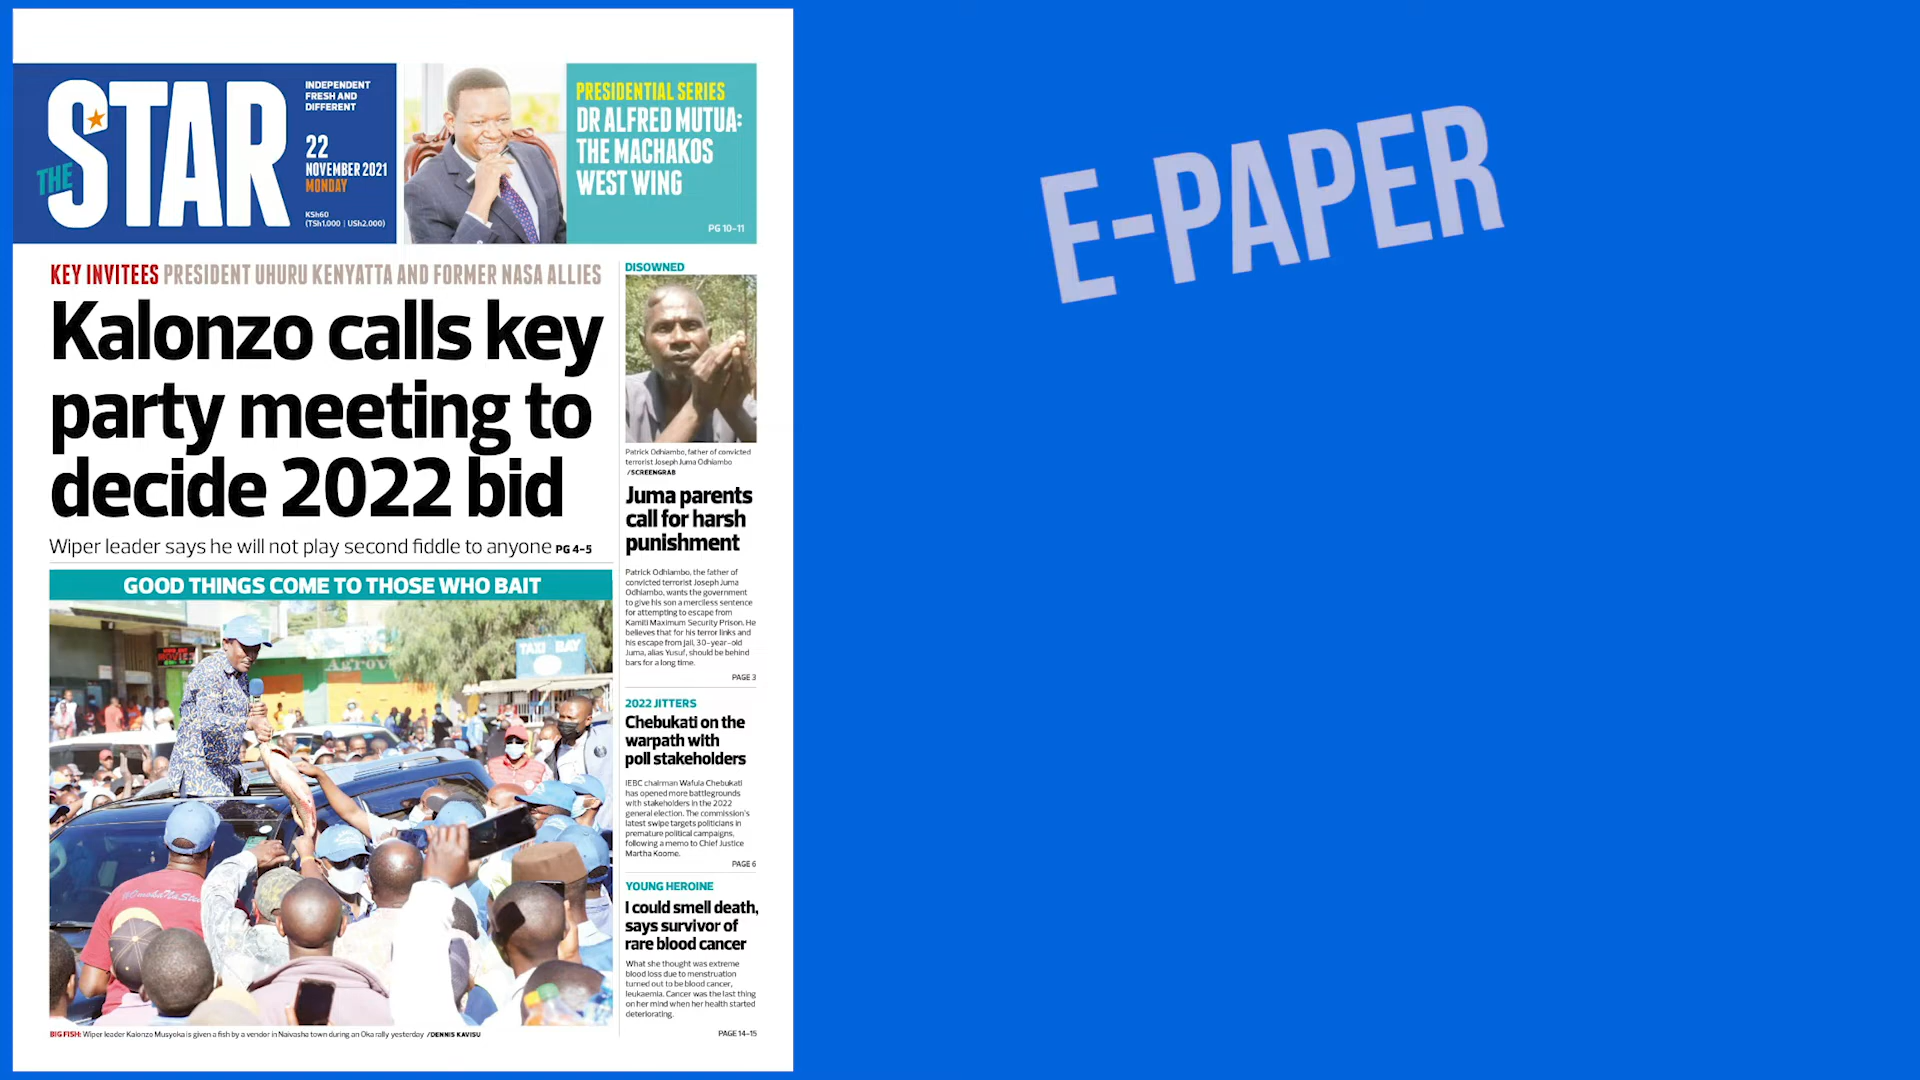 THE STAR
INDEPENDENT
FRESH AND
DIFFERENT
22
NOVEMBER 2021
MONDAY
KSh60
(TSh1,000 | USh2,000)
PRESIDENTIAL SERIES
DR ALFRED MUTUA:
THE MACHAKOS
WEST WING
PG 10-11
E-PAPER
KEY INVITEES PRESIDENT UHURU KENYATTA AND FORMER NASA ALLIES
Kalonzo calls key
party meeting to
decide 2022 bid
Wiper leader says he will not play second fiddle to anyone PG 4-5
GOOD THINGS COME TO THOSE WHO BAIT
TAXI BAY
Agrov
BIG FISH: Wiper leader Kalonzo Musyoka is given a fish by a vendor in Naivasha town during an Oka rally yesterday /DENNIS KAVISU
DISOWNED
Patrick Odhiambo, father of convicted
terrorist Joseph Juma Odhiambo
/SCREENGRAB
Juma parents
call for harsh
punishment
Patrick Odhiambo, the father of
convicted terrorist Joseph Juma
Odhiambo, wants the government
to give his son a merciless sentence
for attempting to escape from
Kamiti Maximum Security Prison. He
believes that for his terror links and
his escape from jail, 30-year-old
Juma, alias Yusuf, should be behind
bars for a long time.
PAGE 3
2022 JITTERS
Chebukati on the
warpath with
poll stakeholders
IEBC chairman Wafula Chebukati
has opened more battlegrounds
with stakeholders in the 2022
general election. The commission's
latest swipe targets politicians in
premature political campaigns,
following a memo to Chief Justice
Martha Koome.
PAGE 6
YOUNG HEROINE
I could smell death,
says survivor of
rare blood cancer
What she thought was extreme
blood loss due to menstruation
turned out to be blood cancer,
leukaemia. Cancer was the last thing
on her mind when her health started
deteriorating.
PAGE 14-15